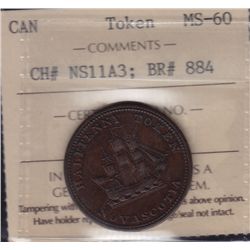 CAN Token MS-60
COMMENTS
CH# NS11A3; BR# 884
CER NO.
HALFPENNY TOKEN
NOVA SCOTIA
IN
GE EM.
Tampering with above opinion.
Have holder seal not intact.